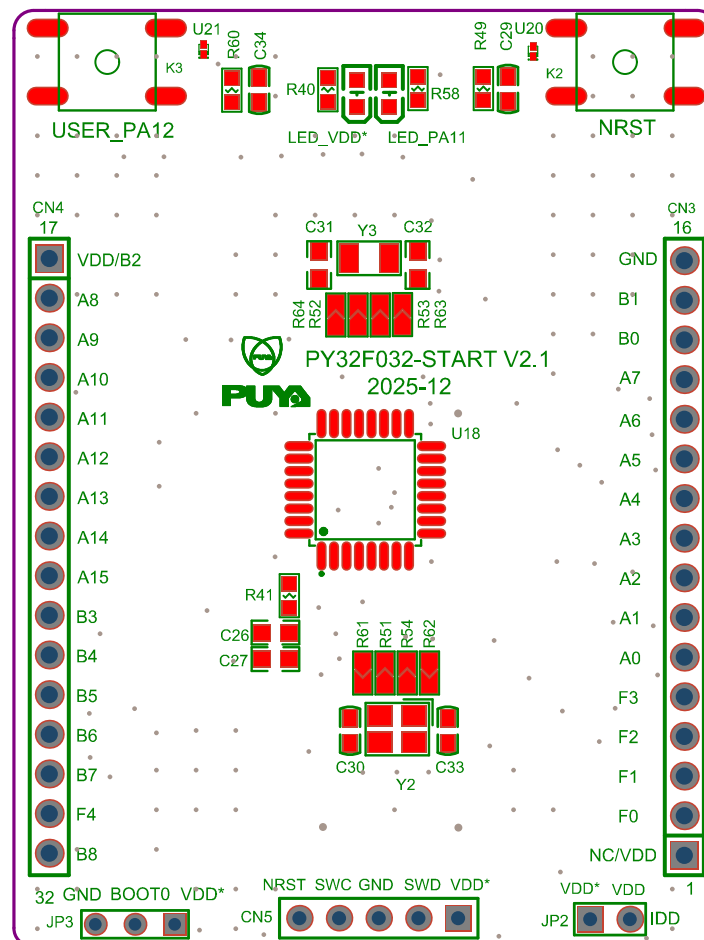 U21
R60
C34
R49
C29
U20
K3
R40
R58
K2
USER_PA12
LED_VDD*
LED_PA11
NRST
CN4
17
CN3
16
C31
Y3
C32
VDD/B2
GND
A8
B1
A9
B0
A10
A7
A11
A6
A12
A5
A13
A4
A14
A3
A15
A2
B3
A1
B4
A0
B5
F3
B6
F2
B7
F1
F4
F0
B8
NC/VDD
R64
R52
R53
R63
PUYA
PUYA
PY32F032-START V2.1
2025-12
U18
R41
C26
C27
R61
R51
R54
R62
C30
Y2
C33
32
GND BOOT0 VDD*
JP3
NRST SWC GND SWD VDD*
CN5
VDD* VDD
1
JP2
IDD